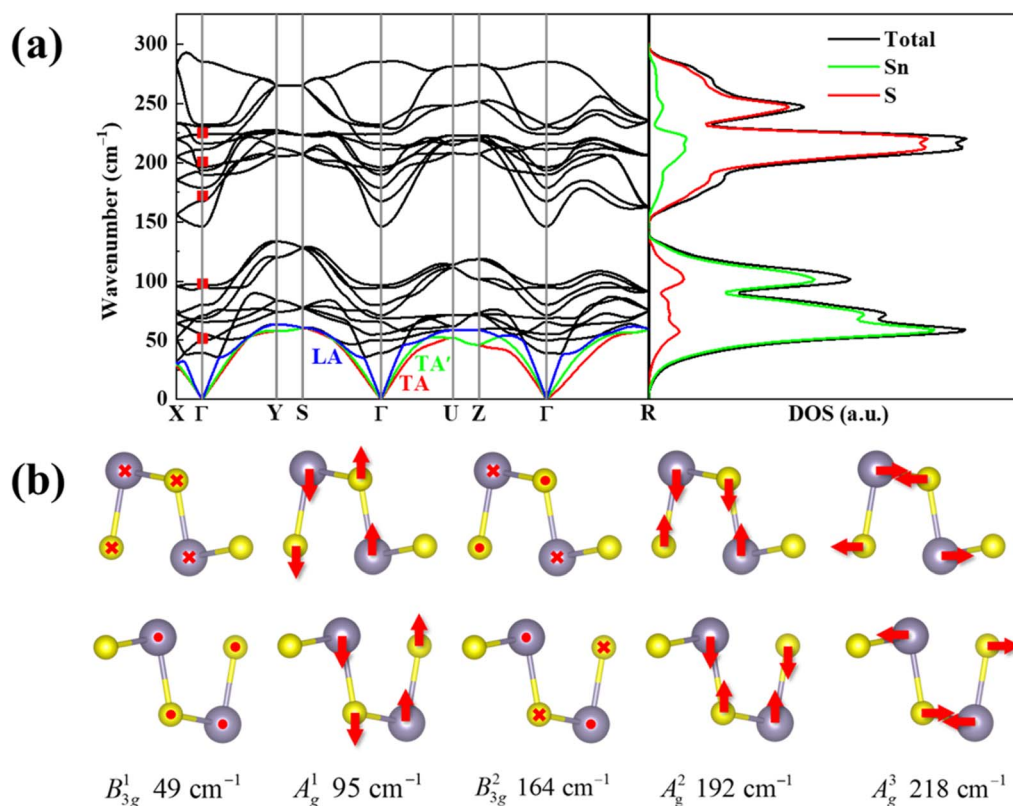 (a)
300
250
200
150
100
50
0
Wavenumber (cm⁻¹)
LA
TA′
TA
X Γ Y S Γ U Z Γ R
Total
Sn
S
DOS (a.u.)
(b)
B¹₃g 49 cm⁻¹
A¹g 95 cm⁻¹
B²₃g 164 cm⁻¹
A²g 192 cm⁻¹
A³g 218 cm⁻¹